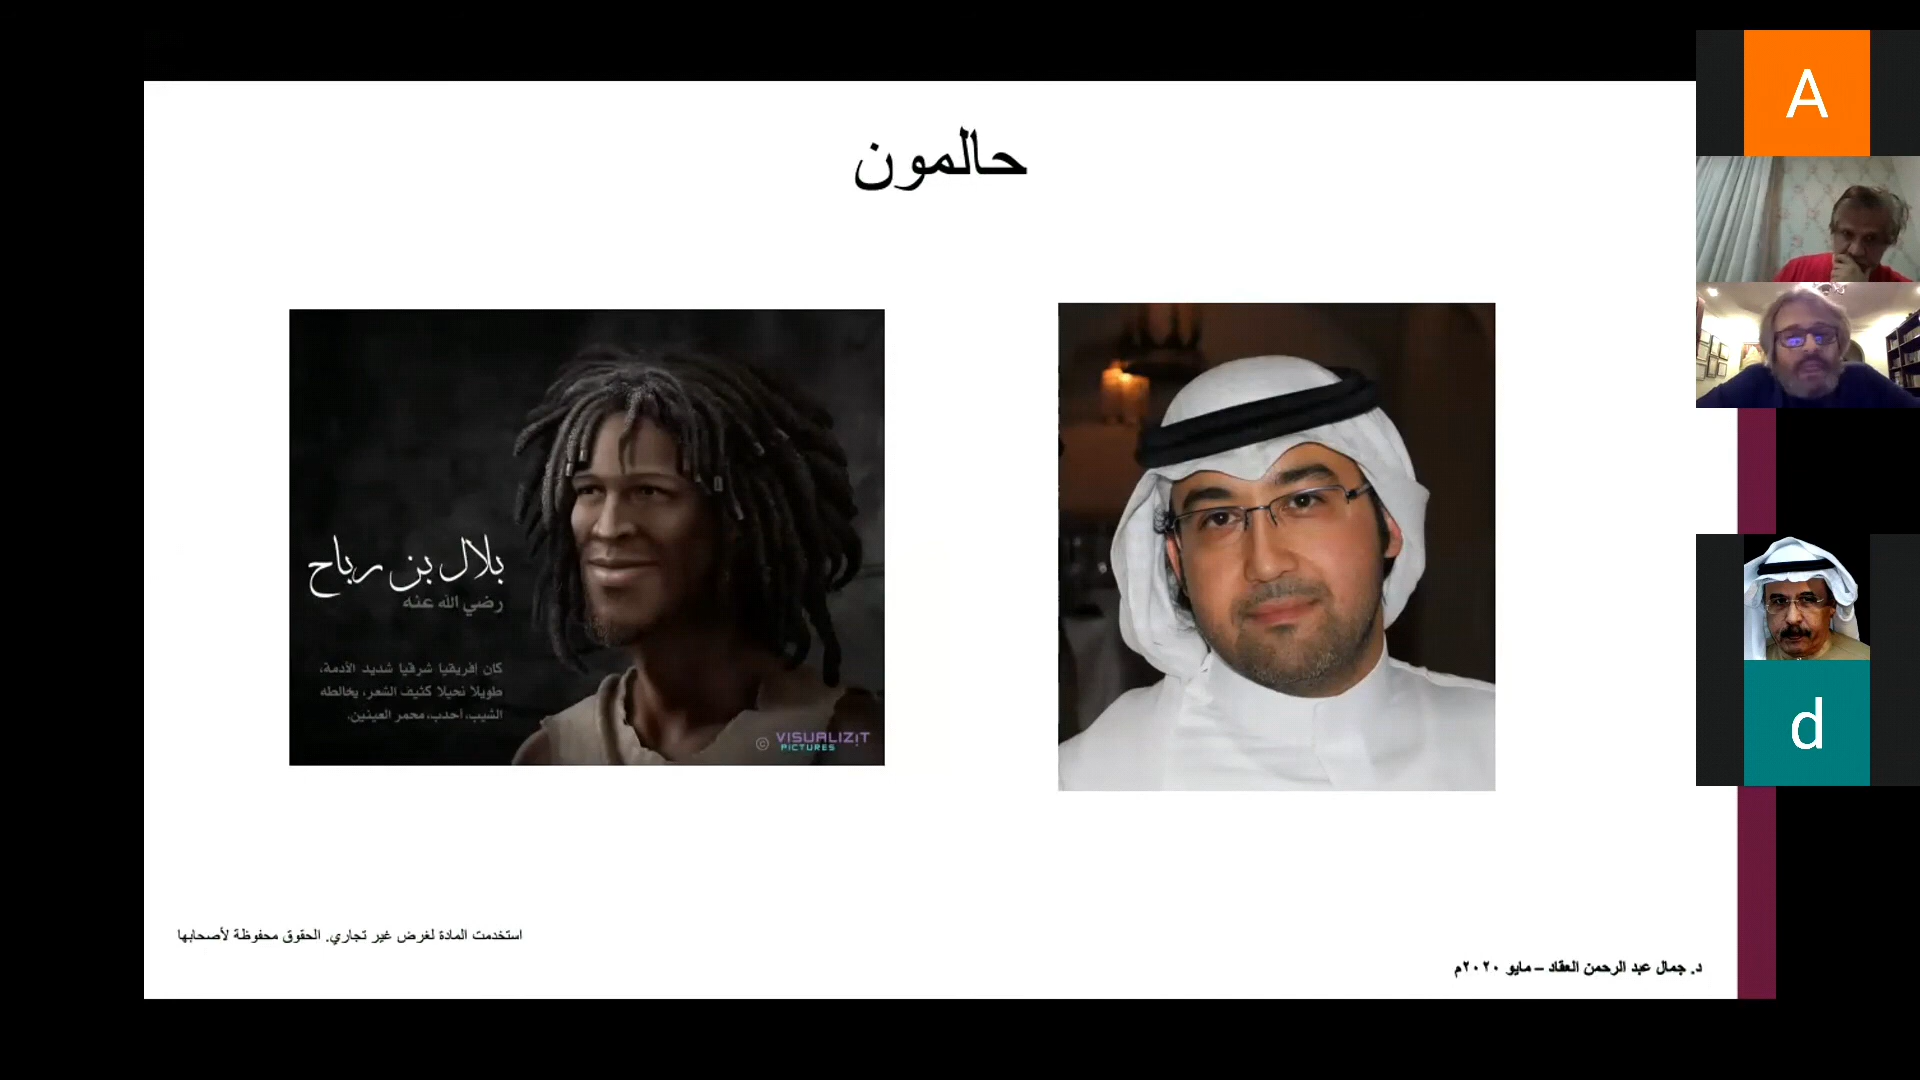 حالمون
بلال بن رباح
رضي الله عنه
كان إفريقيا شرقيا شديد الأدمة،
طويلا نحيلا كثيف الشعر، يخالطه
الشيب، أحدب، محمر العينين.
© VISUALIZ!T
PICTURES
استخدمت المادة لغرض غير تجاري. الحقوق محفوظة لأصحابها
د. جمال عبد الرحمن العقاد – مايو ٢٠٢٠م
A
d